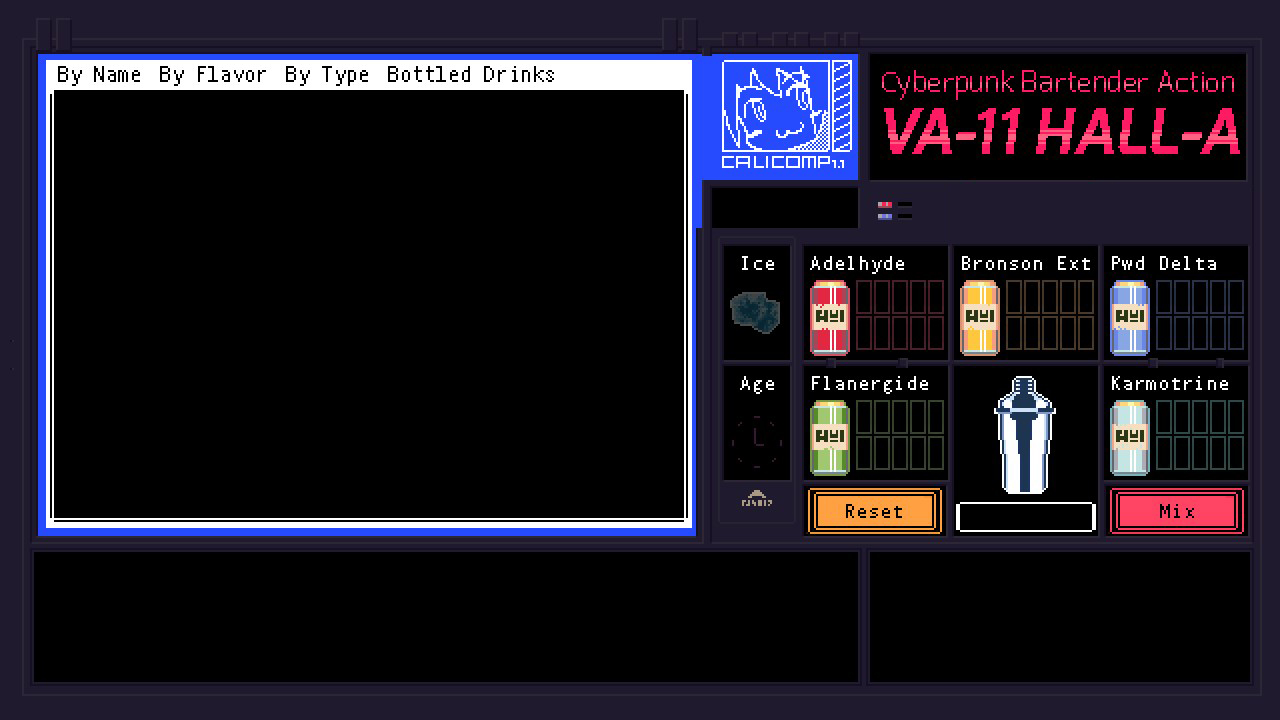 By Name By Flavor By Type Bottled Drinks
CALICOMP1.1
Cyberpunk Bartender Action
VA-11 HALL-A
Ice
Adelhyde
Bronson Ext
Pwd Delta
Age
Flanergide
Karmotrine
Reset
Mix